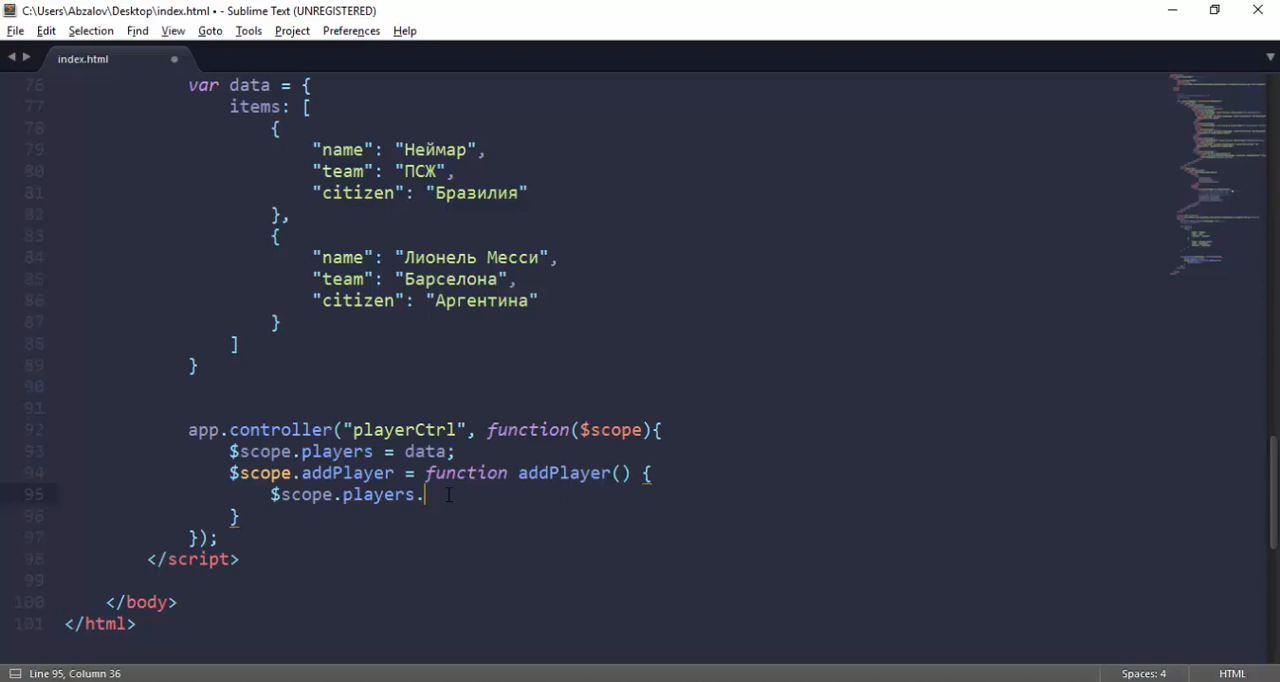 C:\Users\Abzalov\Desktop\index.html • - Sublime Text (UNREGISTERED)
File Edit Selection Find View Goto Tools Project Preferences Help
index.html
76 var data = {
77 items: [
78 {
79 "name": "Неймар",
80 "team": "ПСЖ",
81 "citizen": "Бразилия"
82 },
83 {
84 "name": "Лионель Месси",
85 "team": "Барселона",
86 "citizen": "Аргентина"
87 }
88 ]
89 }
90
91
92 app.controller("playerCtrl", function($scope){
93 $scope.players = data;
94 $scope.addPlayer = function addPlayer() {
95 $scope.players.
96 }
97 });
98 </script>
99
100 </body>
101 </html>
Line 95, Column 36
Spaces: 4
HTML